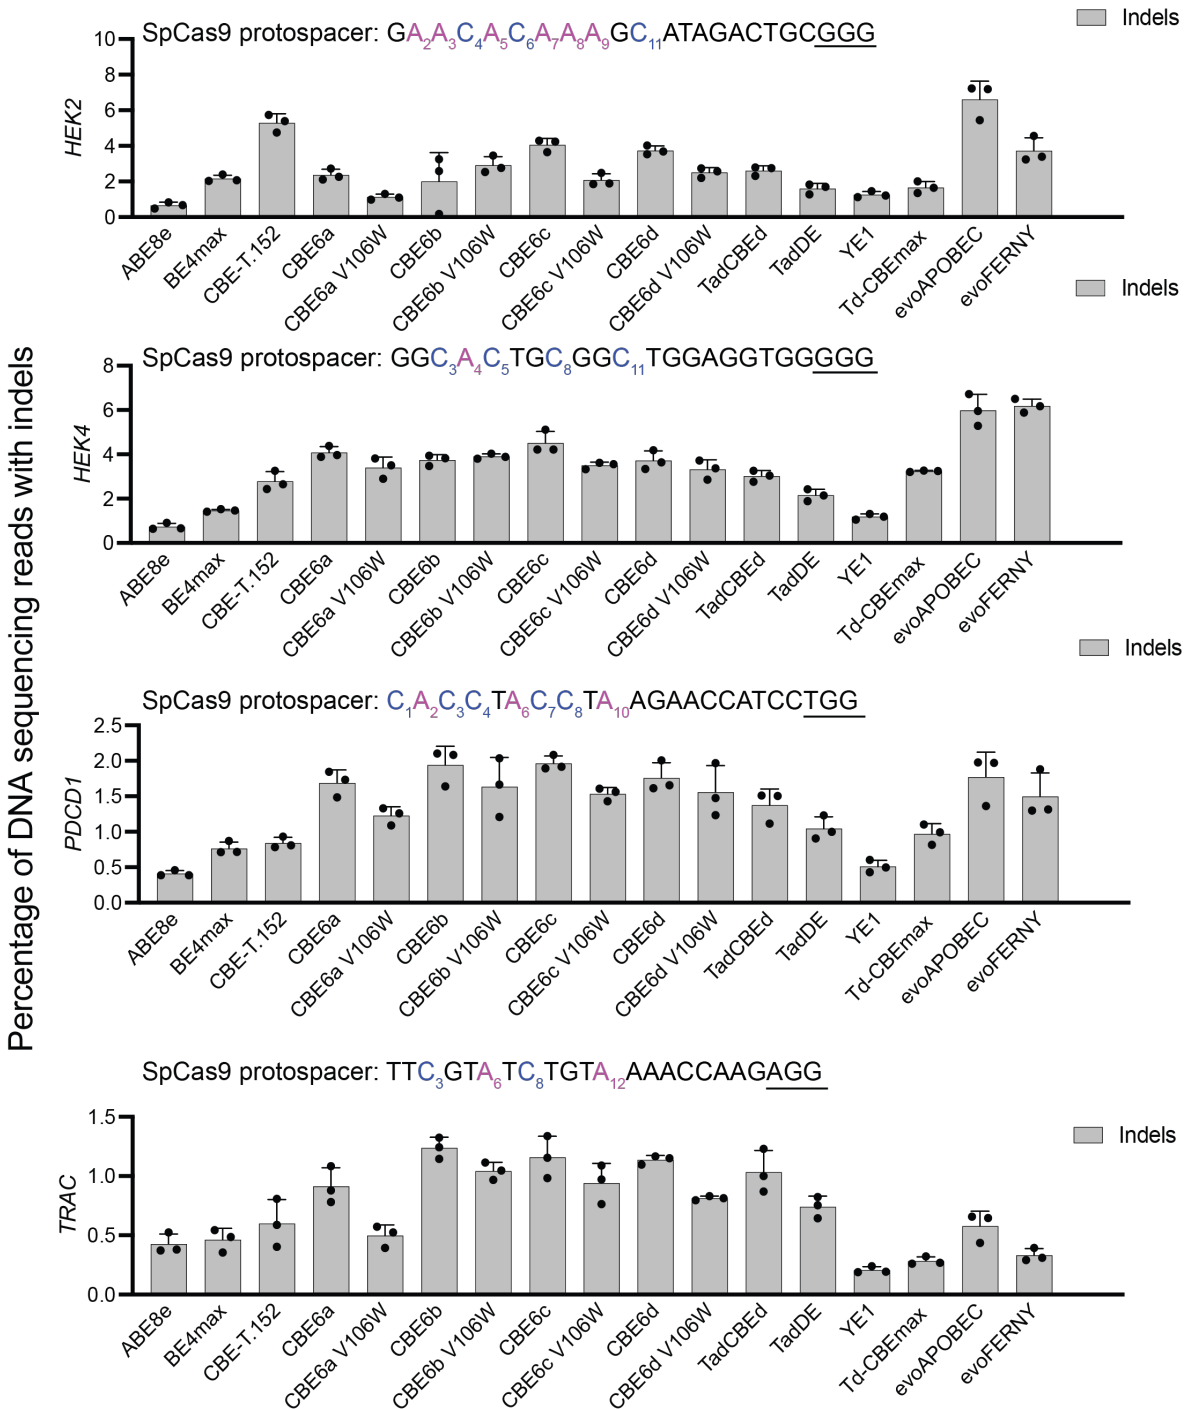 Percentage of DNA sequencing reads with indels
SpCas9 protospacer: GA2A3C4A5C6A7A8A9GC11ATAGACTGCGGG
Indels
HEK2
10
8
6
4
2
0
ABE8e
BE4max
CBE-T.152
CBE6a
CBE6a V106W
CBE6b
CBE6b V106W
CBE6c
CBE6c V106W
CBE6d
CBE6d V106W
TadCBEd
TadDE
YE1
Td-CBEmax
evoAPOBEC
evoFERNY
Indels
SpCas9 protospacer: GGC3A4C5TGC8GGC11TGGAGGTGGGGG
HEK4
8
6
4
2
0
ABE8e
BE4max
CBE-T.152
CBE6a
CBE6a V106W
CBE6b
CBE6b V106W
CBE6c
CBE6c V106W
CBE6d
CBE6d V106W
TadCBEd
TadDE
YE1
Td-CBEmax
evoAPOBEC
evoFERNY
Indels
SpCas9 protospacer: C1A2C3C4TA6C7C8TA10AGAACCATCCTGG
PDCD1
2.5
2.0
1.5
1.0
0.5
0.0
ABE8e
BE4max
CBE-T.152
CBE6a
CBE6a V106W
CBE6b
CBE6b V106W
CBE6c
CBE6c V106W
CBE6d
CBE6d V106W
TadCBEd
TadDE
YE1
Td-CBEmax
evoAPOBEC
evoFERNY
SpCas9 protospacer: TTC3GTA6TC8TGTA12AAACCAAGAGG
Indels
TRAC
1.5
1.0
0.5
0.0
ABE8e
BE4max
CBE-T.152
CBE6a
CBE6a V106W
CBE6b
CBE6b V106W
CBE6c
CBE6c V106W
CBE6d
CBE6d V106W
TadCBEd
TadDE
YE1
Td-CBEmax
evoAPOBEC
evoFERNY